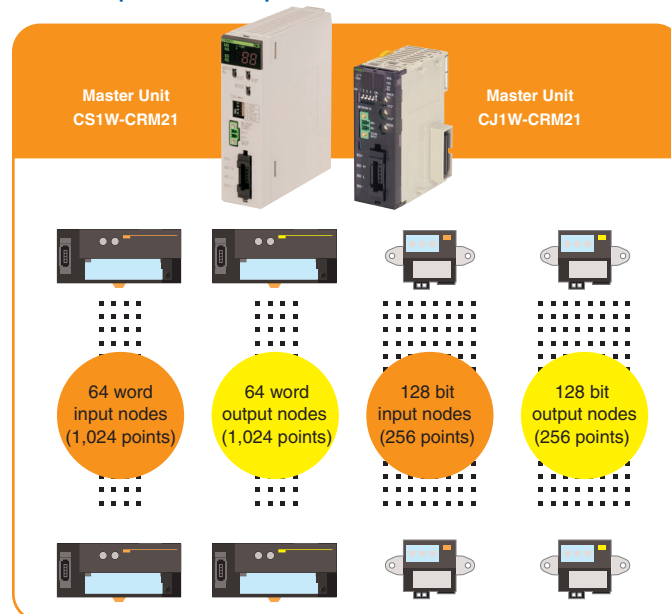 Master Unit
CS1W-CRM21
Master Unit
CJ1W-CRM21
64 word
input nodes
(1,024 points)
64 word
output nodes
(1,024 points)
128 bit
input nodes
(256 points)
128 bit
output nodes
(256 points)